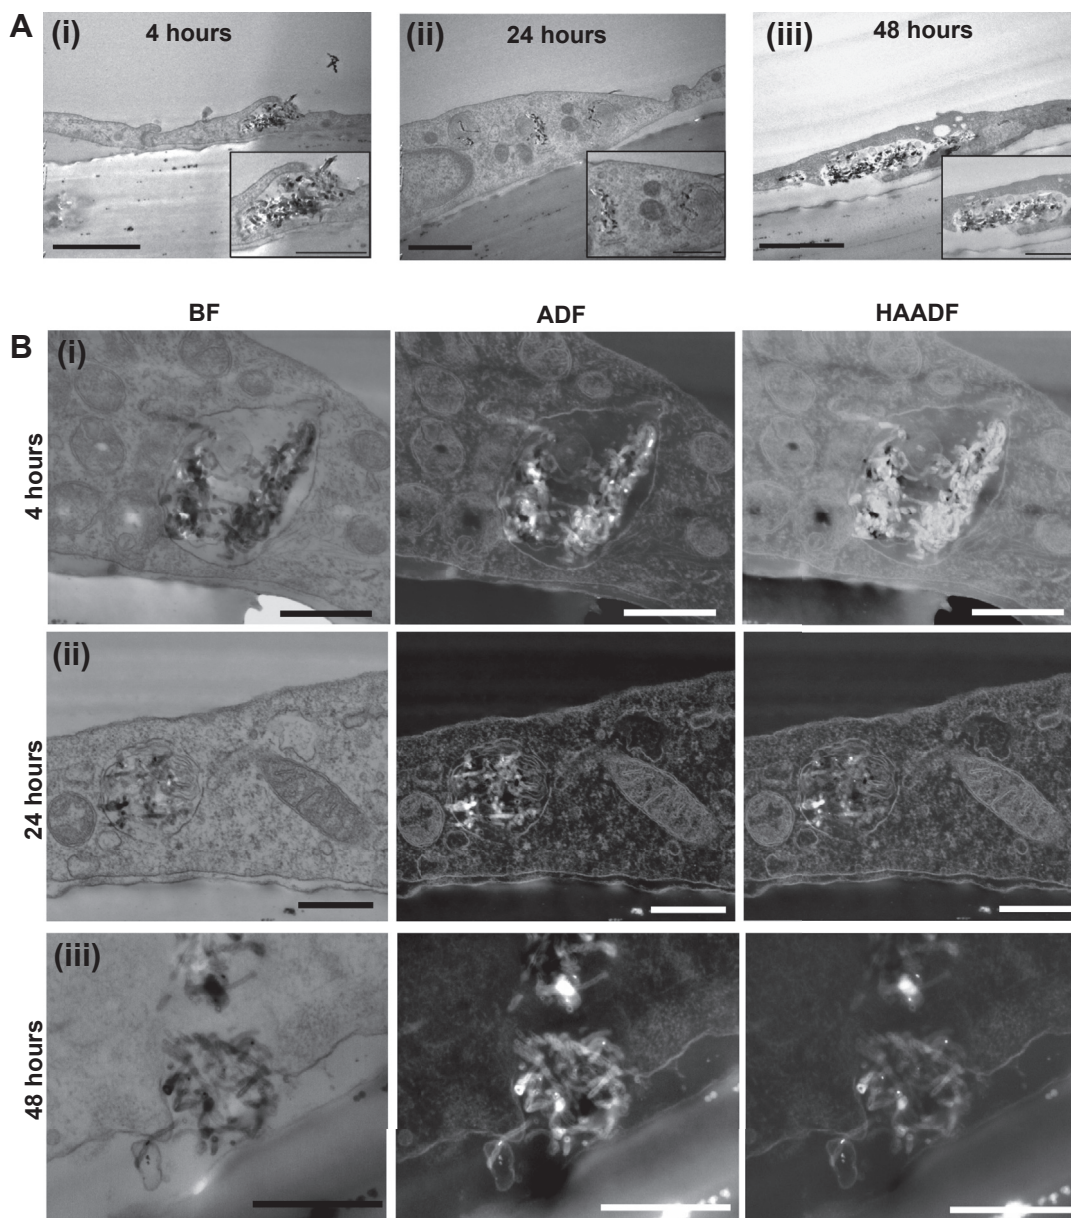 A
(i) 4 hours
(ii) 24 hours
(iii) 48 hours
BF ADF HAADF
B
(i)
4 hours
(ii)
24 hours
(iii)
48 hours